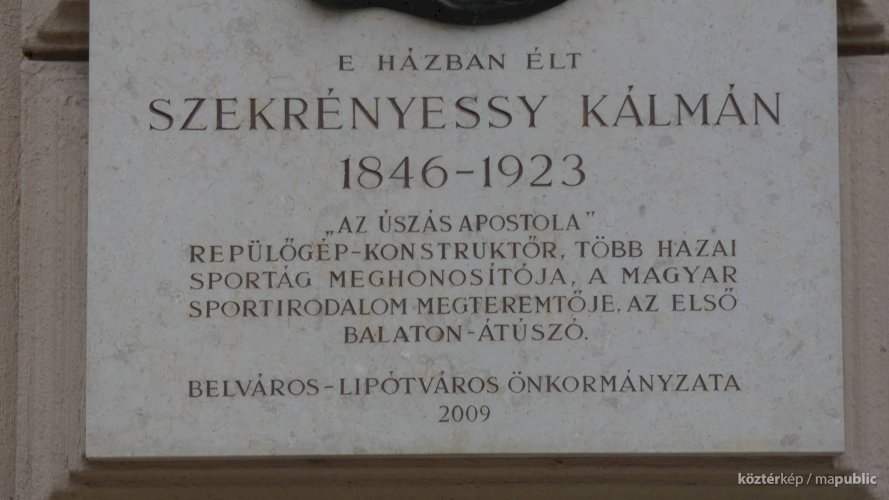 E HÁZBAN ÉLT
SZEKRÉNYESSY KÁLMÁN
1846-1923
„AZ ÚSZÁS APOSTOLA”
REPÜLŐGÉP-KONSTRUKTŐR, TÖBB HAZAI
SPORTÁG MEGHONOSÍTÓJA, A MAGYAR
SPORTIRODALOM MEGTEREMTŐJE, AZ ELSŐ
BALATON-ÁTÚSZÓ.
BELVÁROS-LIPÓTVÁROS ÖNKORMÁNYZATA
2009
köztérkép / mapublic